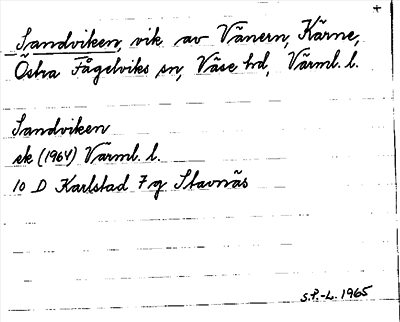 +
Sandviken, vik av Vänern, Kärne,
Östra Fågelviks sn, Väse hd, Värml. l.
Sandviken
ek (1964) Värml. l.
10 D Karlstad 7 g Stavnäs
S.P.-L. 1965